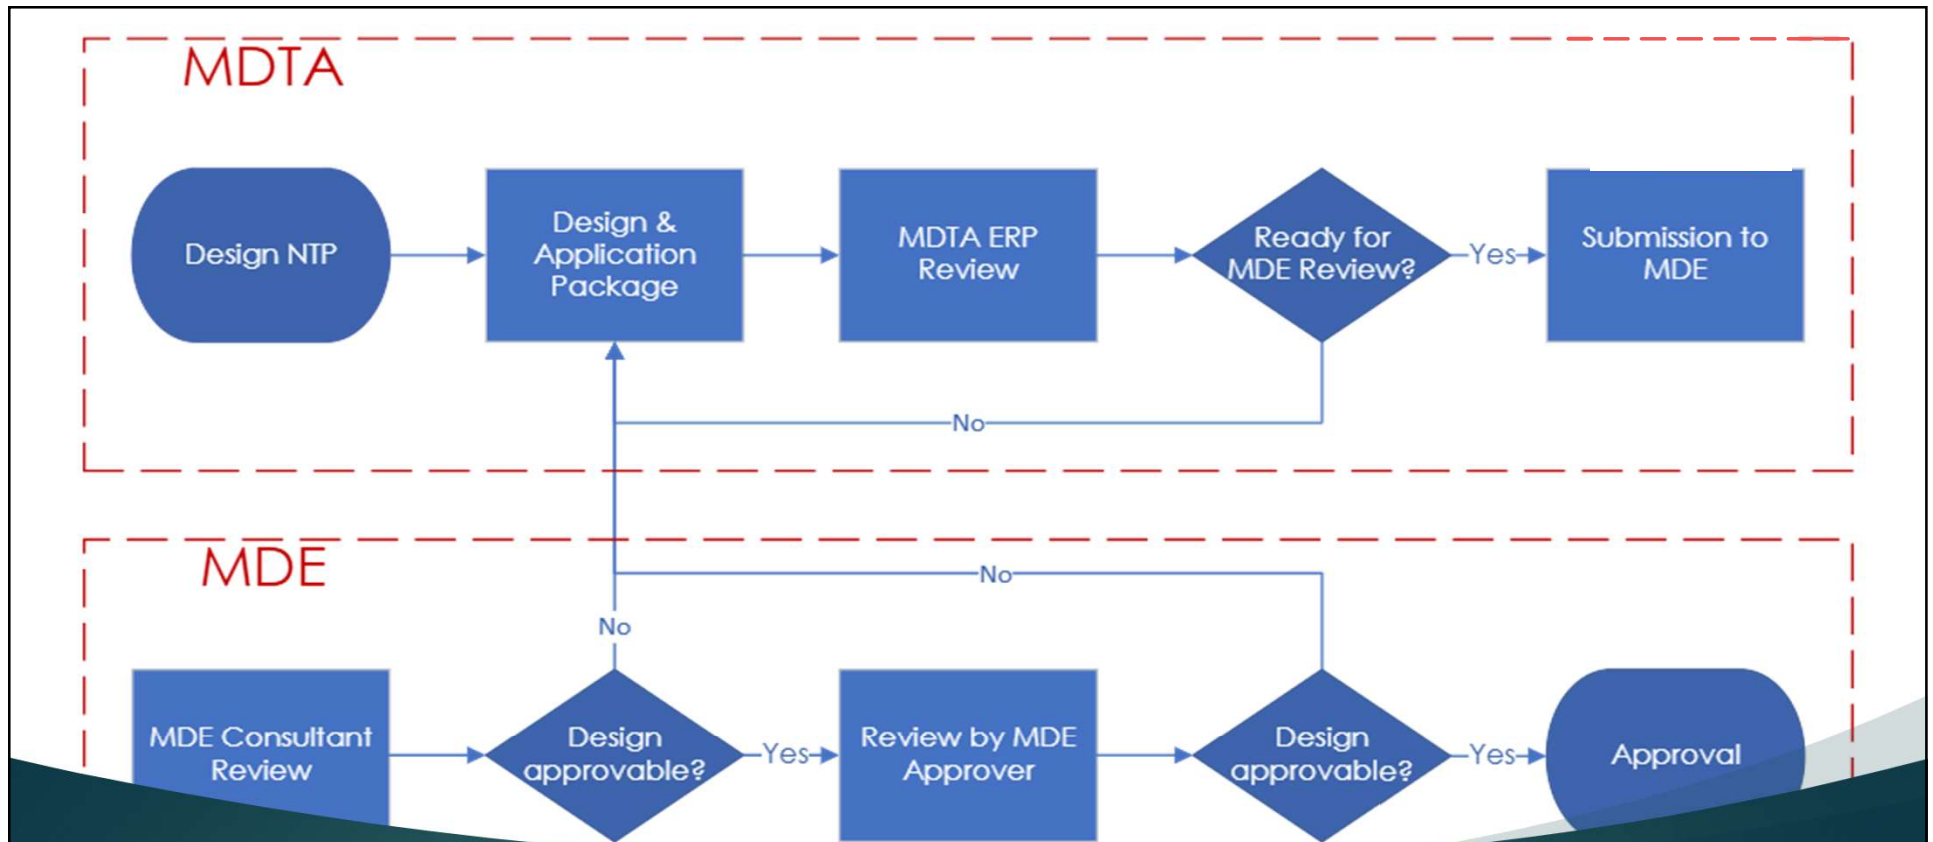 MDTA
Design NTP
Design &
Application
Package
MDTA ERP
Review
Ready for
MDE Review?
Yes
Submission to
MDE
No
MDE
No
No
MDE Consultant
Review
Design
approvable?
Yes
Review by MDE
Approver
Design
approvable?
Yes
Approval